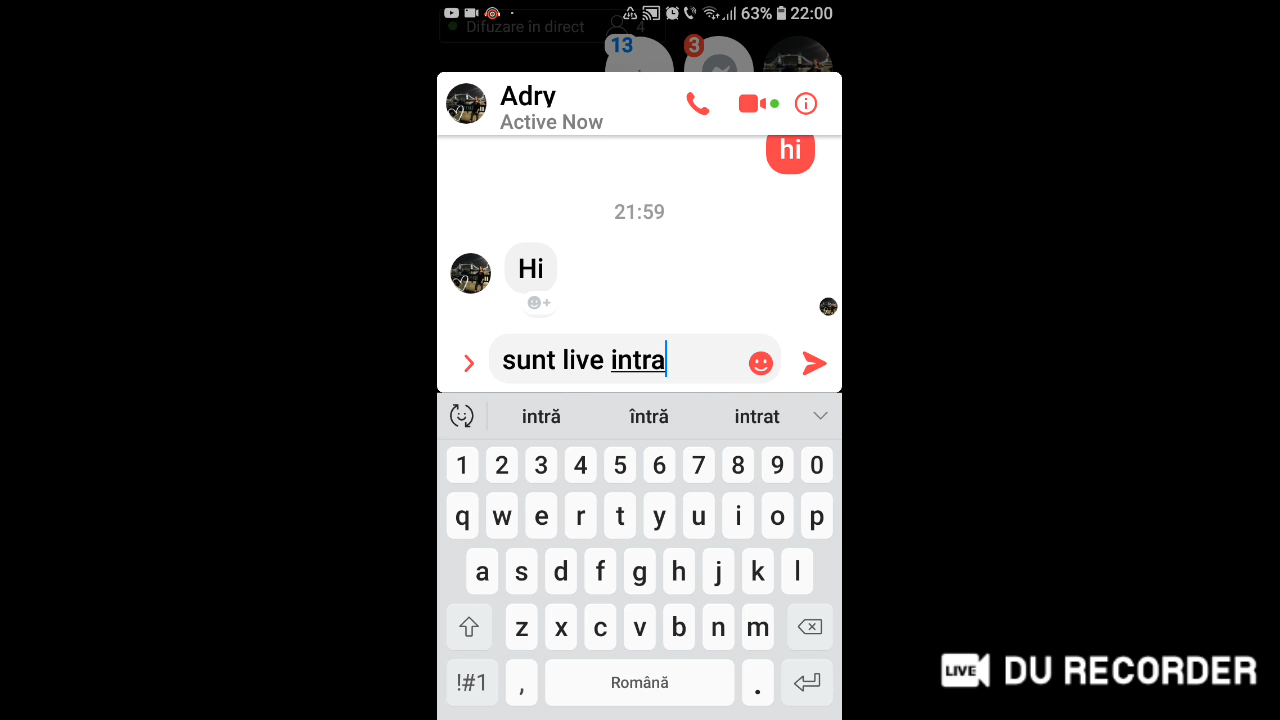 63% 22:00
Difuzare în direct 4
13 3
Adry
Active Now
hi
21:59
Hi
sunt live intra
intră întră intrat
1 2 3 4 5 6 7 8 9 0
q w e r t y u i o p
a s d f g h j k l
z x c v b n m
!#1 , Română .
LIVE DU RECORDER